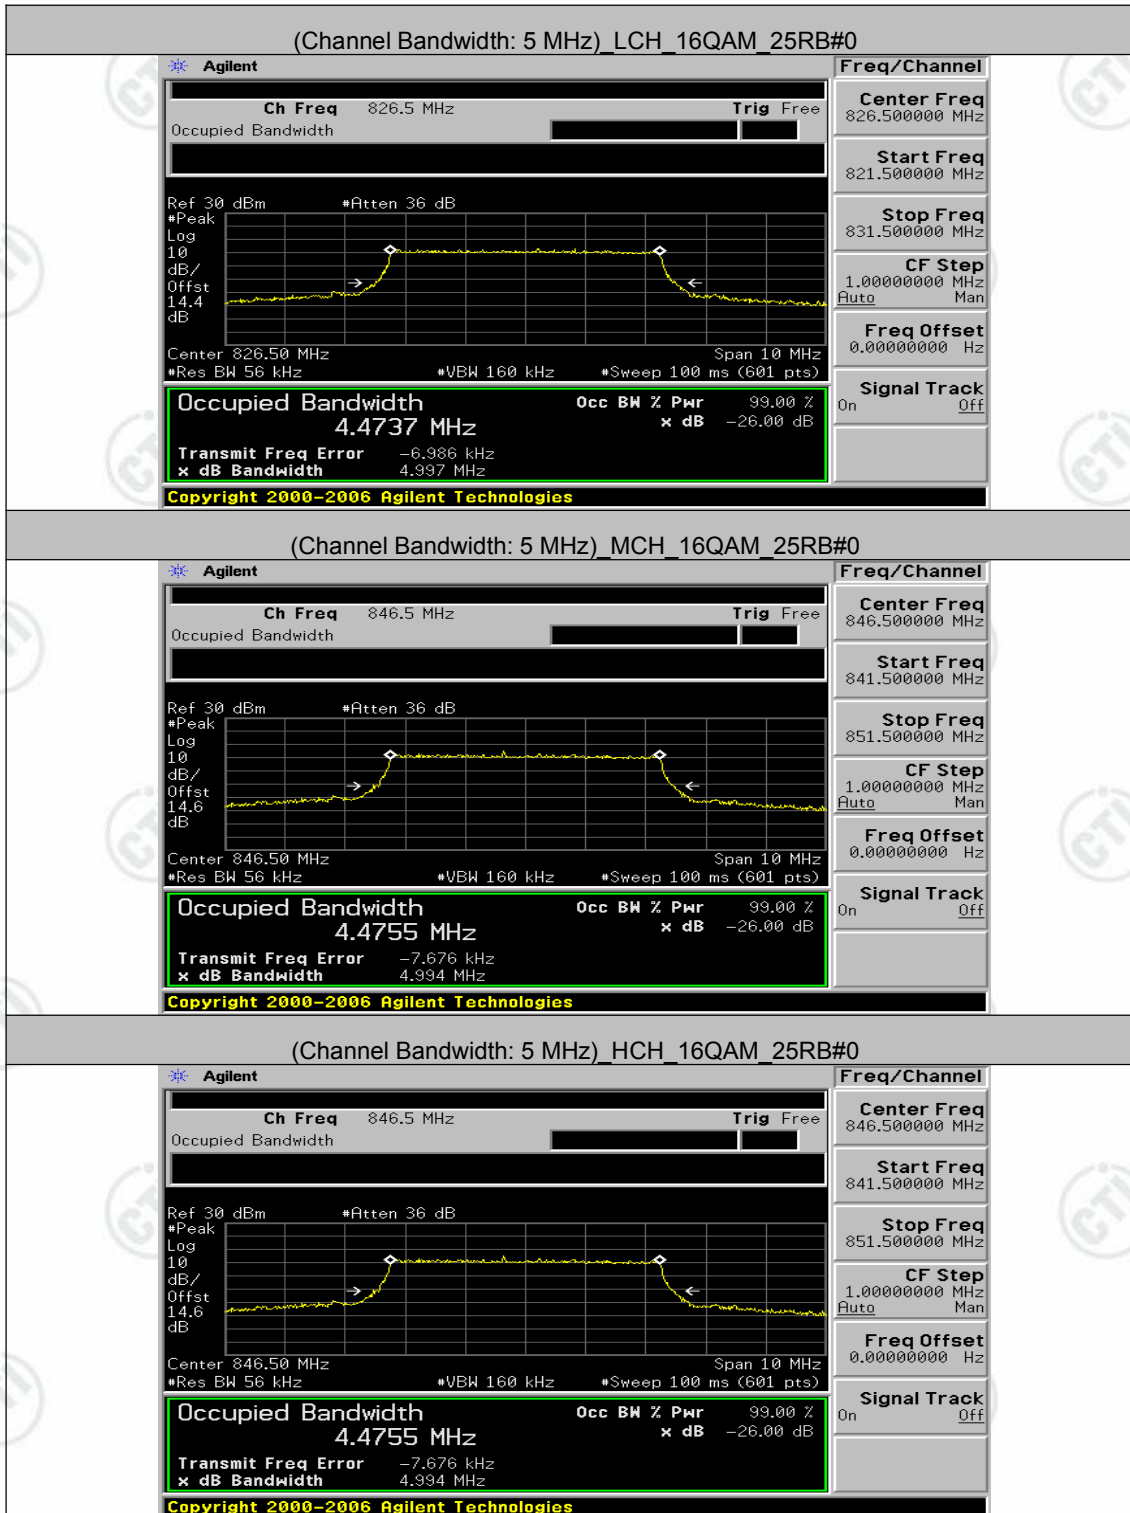 (Channel Bandwidth: 5 MHz)_LCH_16QAM_25RB#0
Agilent
Freq/Channel
Ch Freq 826.5 MHz Trig Free
Occupied Bandwidth
Center Freq
826.500000 MHz
Start Freq
821.500000 MHz
Stop Freq
831.500000 MHz
CF Step
1.00000000 MHz
Auto Man
Freq Offset
0.00000000 Hz
Signal Track
On Off
Ref 30 dBm #Atten 36 dB
#Peak
Log
10
dB/
Offst
14.4
dB
Center 826.50 MHz Span 10 MHz
#Res BW 56 kHz #VBW 160 kHz #Sweep 100 ms (601 pts)
Occupied Bandwidth Occ BW % Pwr 99.00 %
4.4737 MHz x dB -26.00 dB
Transmit Freq Error -6.986 kHz
x dB Bandwidth 4.997 MHz
Copyright 2000-2006 Agilent Technologies
(Channel Bandwidth: 5 MHz)_MCH_16QAM_25RB#0
Agilent
Freq/Channel
Ch Freq 846.5 MHz Trig Free
Occupied Bandwidth
Center Freq
846.500000 MHz
Start Freq
841.500000 MHz
Stop Freq
851.500000 MHz
CF Step
1.00000000 MHz
Auto Man
Freq Offset
0.00000000 Hz
Signal Track
On Off
Ref 30 dBm #Atten 36 dB
#Peak
Log
10
dB/
Offst
14.6
dB
Center 846.50 MHz Span 10 MHz
#Res BW 56 kHz #VBW 160 kHz #Sweep 100 ms (601 pts)
Occupied Bandwidth Occ BW % Pwr 99.00 %
4.4755 MHz x dB -26.00 dB
Transmit Freq Error -7.676 kHz
x dB Bandwidth 4.994 MHz
Copyright 2000-2006 Agilent Technologies
(Channel Bandwidth: 5 MHz)_HCH_16QAM_25RB#0
Agilent
Freq/Channel
Ch Freq 846.5 MHz Trig Free
Occupied Bandwidth
Center Freq
846.500000 MHz
Start Freq
841.500000 MHz
Stop Freq
851.500000 MHz
CF Step
1.00000000 MHz
Auto Man
Freq Offset
0.00000000 Hz
Signal Track
On Off
Ref 30 dBm #Atten 36 dB
#Peak
Log
10
dB/
Offst
14.6
dB
Center 846.50 MHz Span 10 MHz
#Res BW 56 kHz #VBW 160 kHz #Sweep 100 ms (601 pts)
Occupied Bandwidth Occ BW % Pwr 99.00 %
4.4755 MHz x dB -26.00 dB
Transmit Freq Error -7.676 kHz
x dB Bandwidth 4.994 MHz
Copyright 2000-2006 Agilent Technologies
CTI
CTI
CTI
CTI
CTI
CTI
CTI
CTI